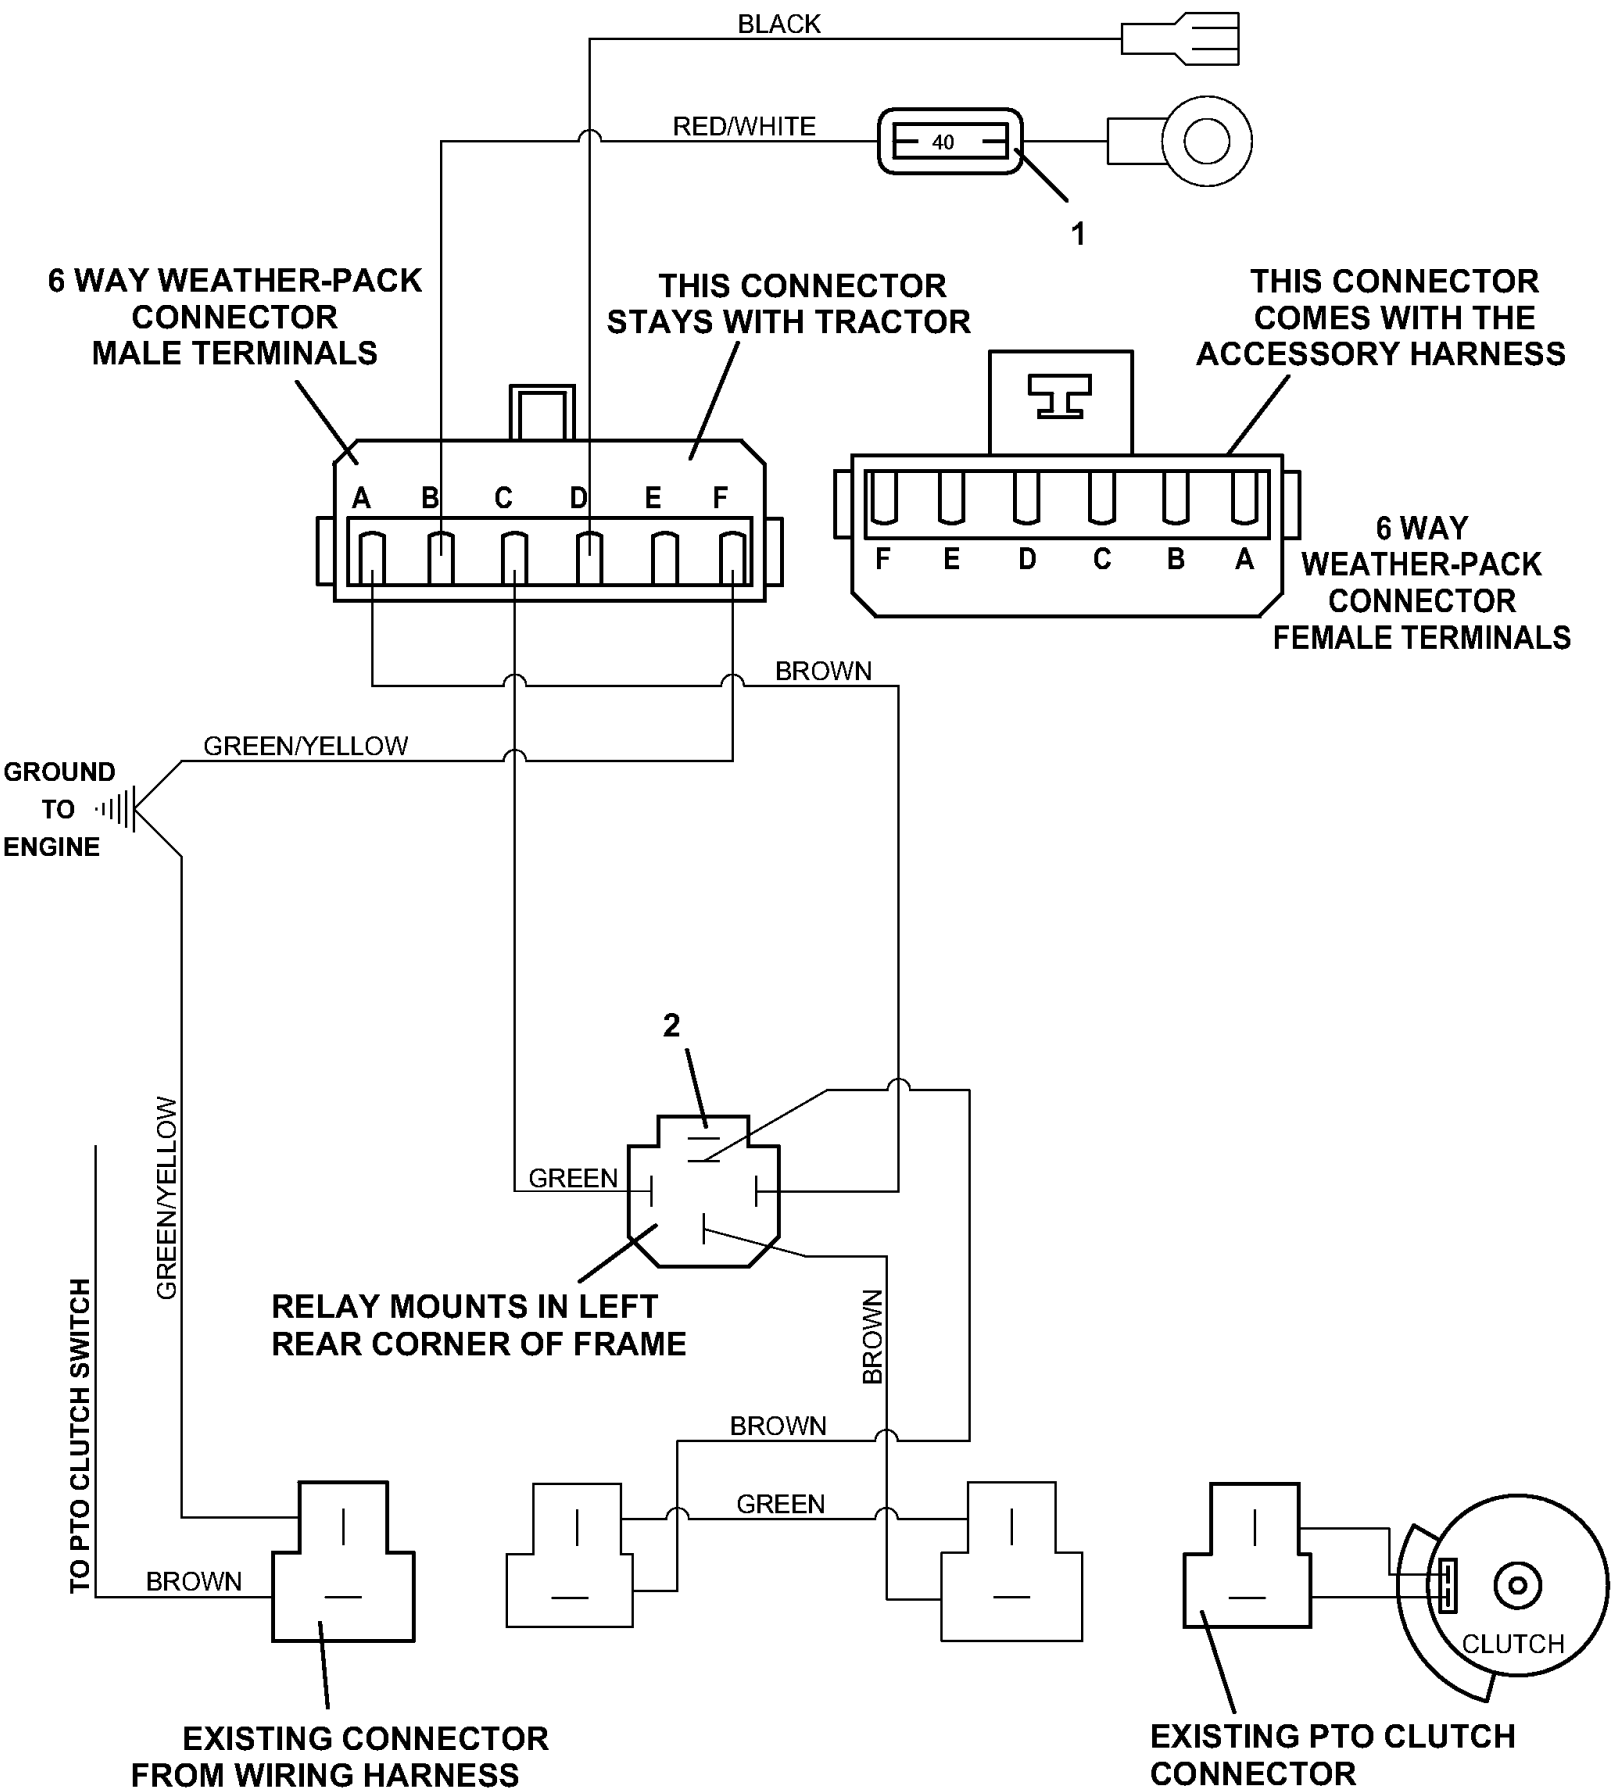 BLACK
RED/WHITE
40
1
6 WAY WEATHER-PACK
CONNECTOR
MALE TERMINALS
THIS CONNECTOR
STAYS WITH TRACTOR
THIS CONNECTOR
COMES WITH THE
ACCESSORY HARNESS
A B C D E F
F E D C B A
6 WAY
WEATHER-PACK
CONNECTOR
FEMALE TERMINALS
BROWN
GREEN/YELLOW
GROUND
TO
ENGINE
2
GREEN/YELLOW
GREEN
RELAY MOUNTS IN LEFT
REAR CORNER OF FRAME
TO PTO CLUTCH SWITCH
BROWN
BROWN
GREEN
BROWN
CLUTCH
EXISTING CONNECTOR
FROM WIRING HARNESS
EXISTING PTO CLUTCH
CONNECTOR